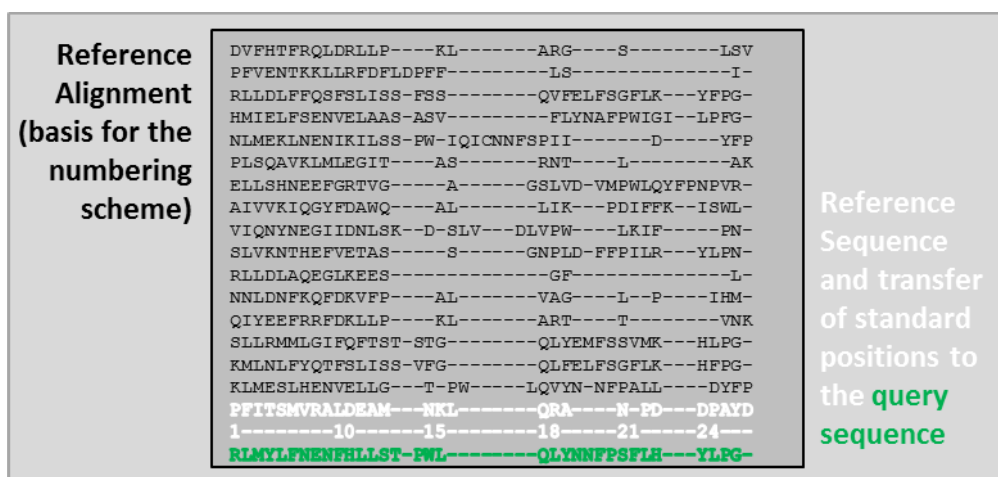 Reference
Alignment
(basis for the
numbering
scheme)
DVFHTFRQLDRLLP----KL--------ARG----S--------LSV
PFVENTKKLLRFDFLDPFF---------LS--------------I-
RLLDLFFQSFSLISS-FSS---------QVFELFSGFLK---YFPG-
HMIELFSENVELAAS-ASV---------FLYNAFPWIGI--LPFG-
NLMEKLNENIKILSS-PW-IQICNNFSPII-------D-----YFP
PLSQAVKLMLEGIT----AS--------RNT----L--------AK
ELLSHNEEFGRTVG-----A-------GSLVD-VMPWLQYFPNPVR-
AIVVKIQGYFDAWQ----AL--------LIK----PDIFFK--ISWL-
VIQNYNEGIIDNLSK--D-SLV---DLVPW-----LKIF-----PN-
SLVKNTHEFVETAS-----S-------GNPLD-FFPILR---YLPN-
RLLDLAQEGLKEES--------------GF---------------L-
NNLDNFKQFDKVFP----AL--------VAG----L--P----IHM-
QIYEEFRRFDKLLP----KL--------ART----T--------VNK
SLLRMMLGIFQFTST-STG---------QLYEMFSSVMK---HLPG-
KMLNLFYQTFSLISS-VFG---------QLFELFSGFLK---HFPG-
KLMESLHENVELLG---T-PW-----LQVYN-NFPALL----DYFP
PFITSMVRALDEAM---NKL--------QRA----N-PD---DPAYD
1---------10-------15---------18------21------24---
RLMYLFNENFHLLST-PWL---------QLYNNFPSFLH---YLPG-
Reference
Sequence
and transfer
of standard
positions to
the query
sequence